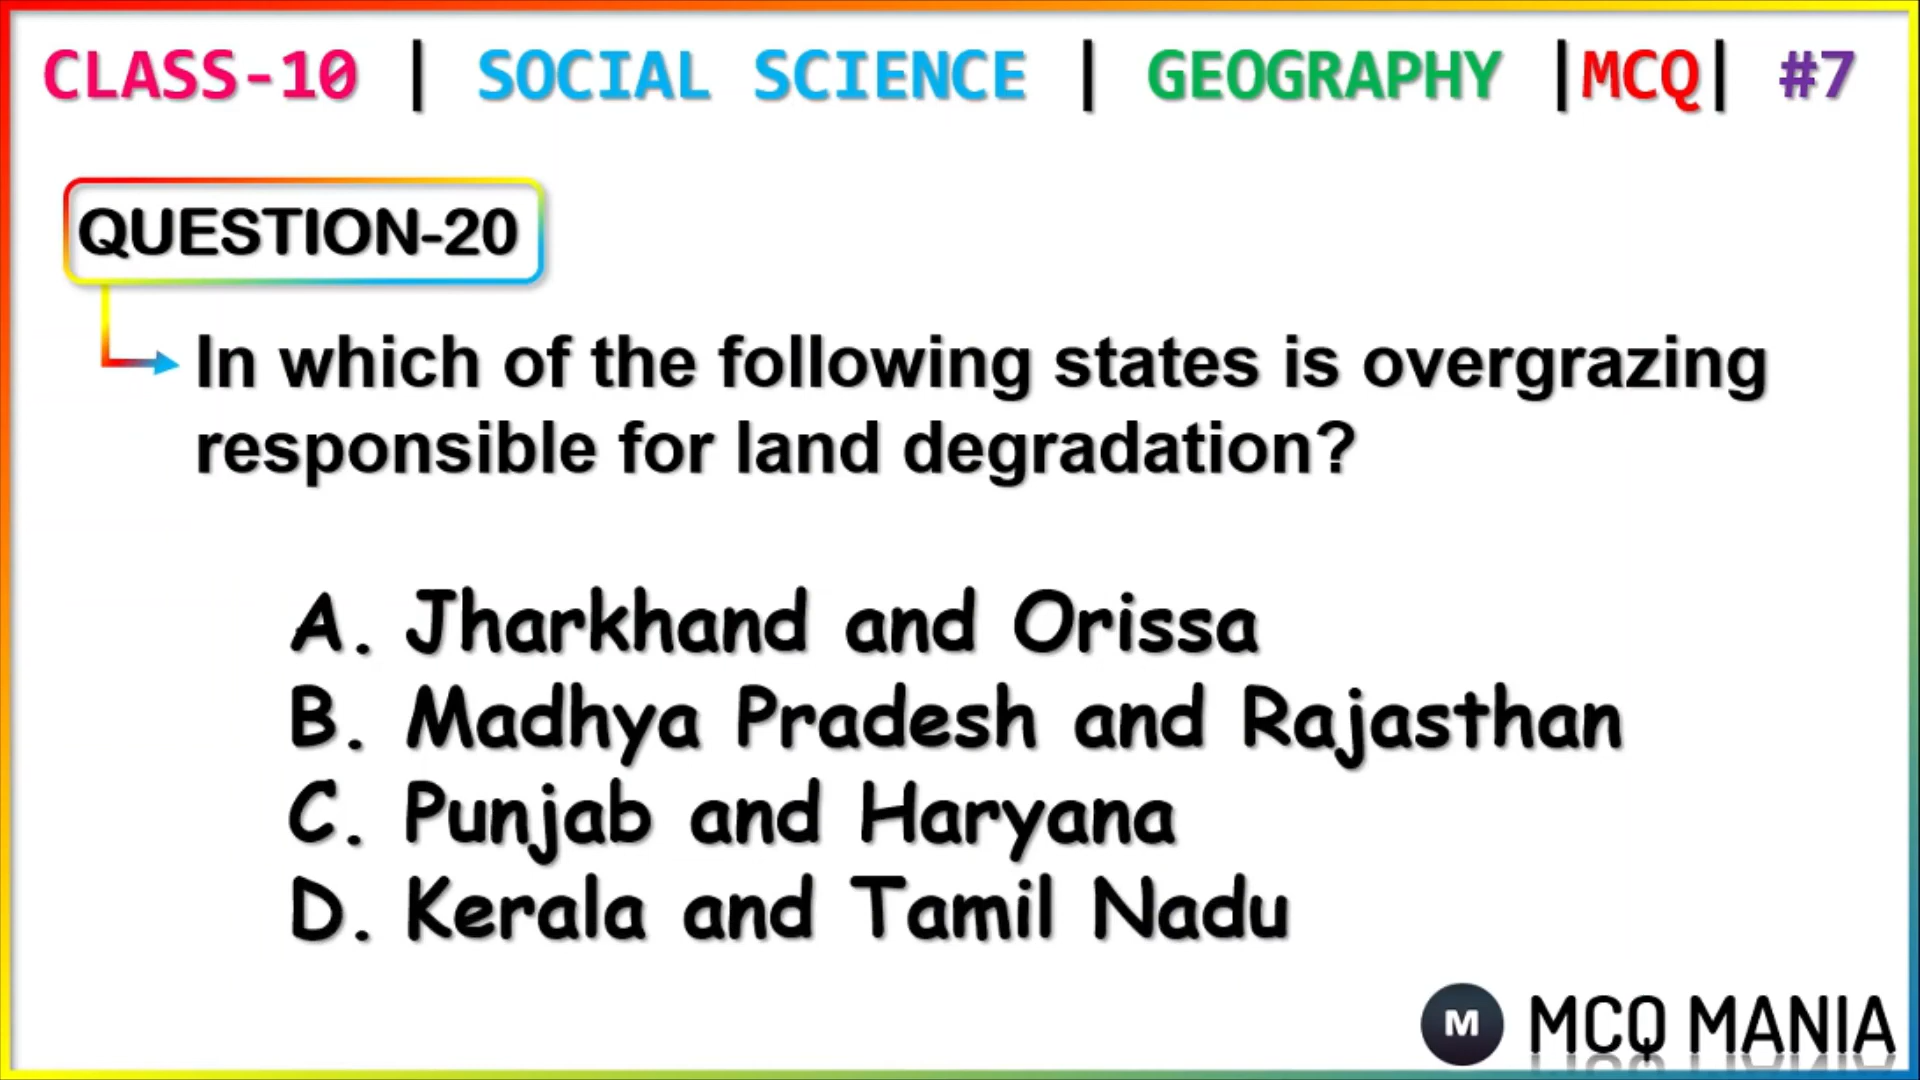 CLASS-10 | SOCIAL SCIENCE | GEOGRAPHY |MCQ| #7
QUESTION-20
In which of the following states is overgrazing
responsible for land degradation?
A. Jharkhand and Orissa
B. Madhya Pradesh and Rajasthan
C. Punjab and Haryana
D. Kerala and Tamil Nadu
M MCQ MANIA